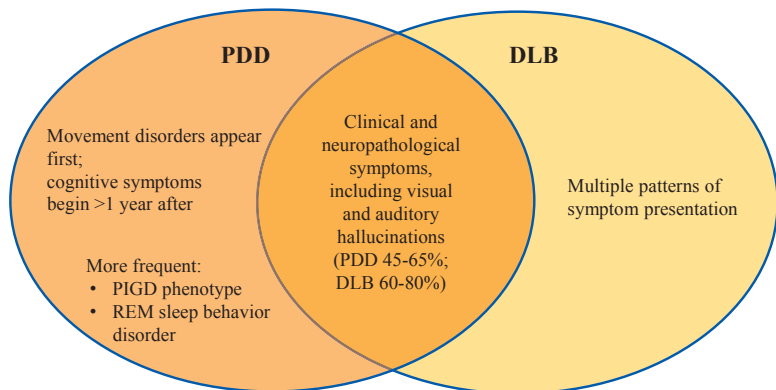 PDD
DLB
Movement disorders appear
first;
cognitive symptoms
begin >1 year after
More frequent:
• PIGD phenotype
• REM sleep behavior
disorder
Clinical and
neuropathological
symptoms,
including visual
and auditory
hallucinations
(PDD 45-65%;
DLB 60-80%)
Multiple patterns of
symptom presentation